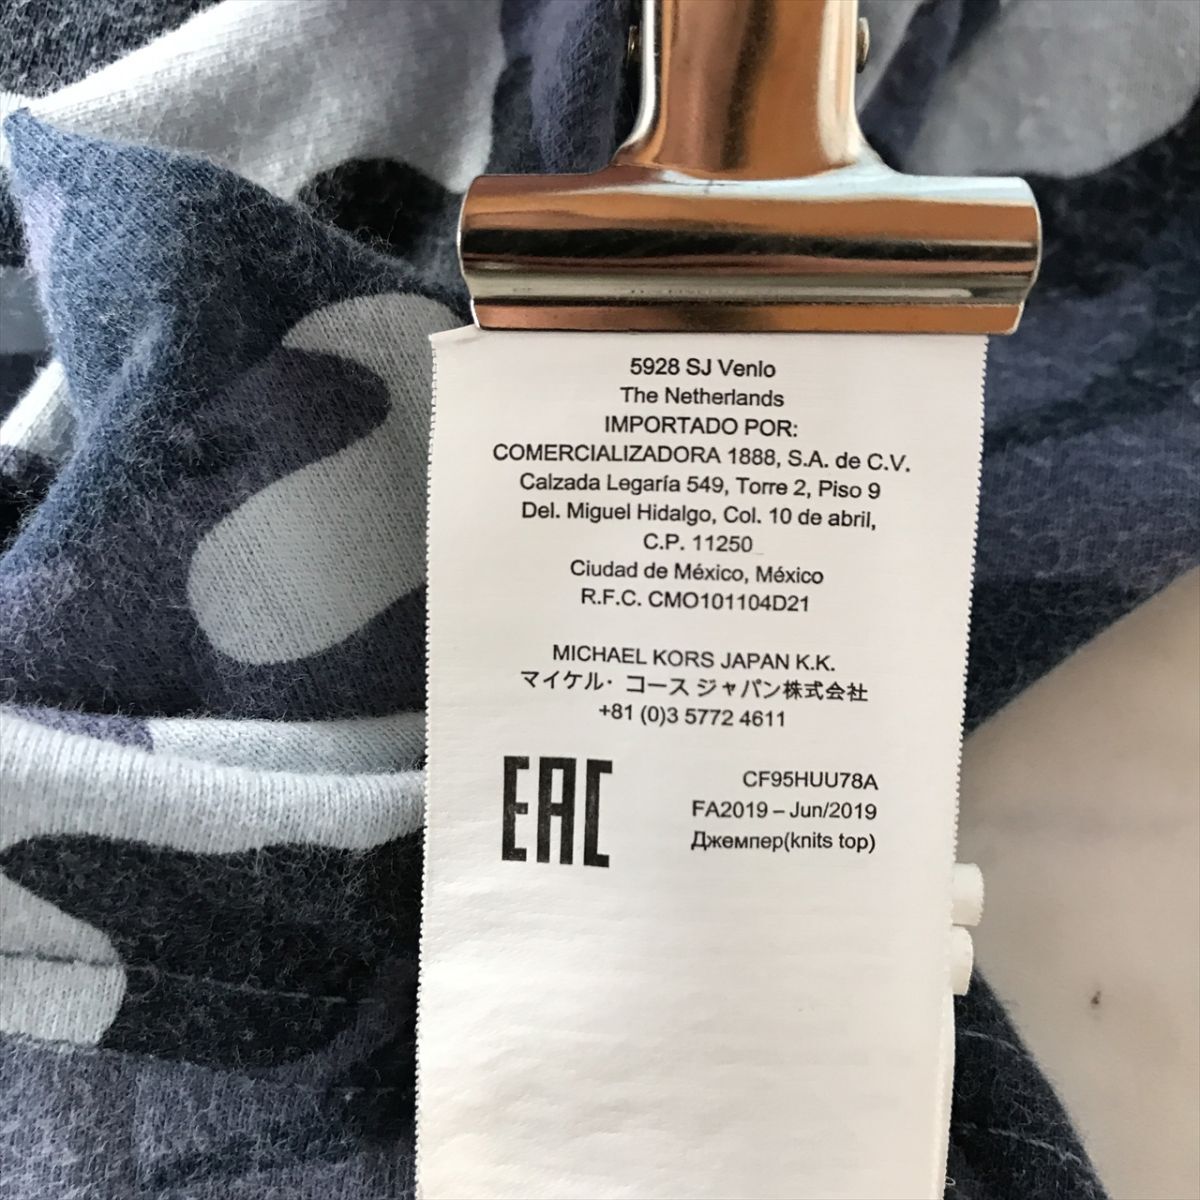 5928 SJ Venlo
The Netherlands
IMPORTADO POR:
COMERCIALIZADORA 1888, S.A. de C.V.
Calzada Legaría 549, Torre 2, Piso 9
Del. Miguel Hidalgo, Col. 10 de abril,
C.P. 11250
Ciudad de México, México
R.F.C. CMO101104D21
MICHAEL KORS JAPAN K.K.
マイケル・コース ジャパン株式会社
+81 (0)3 5772 4611
EAC
CF95HUU78A
FA2019 – Jun/2019
Джемпер(knits top)